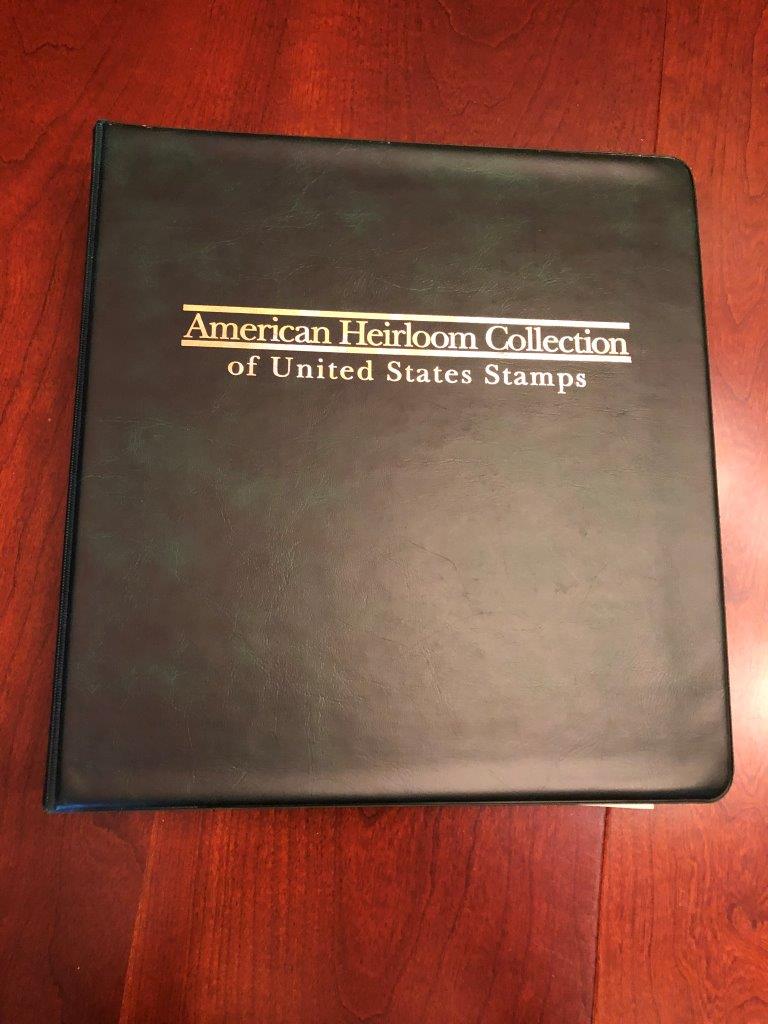 American Heirloom Collection
of United States Stamps